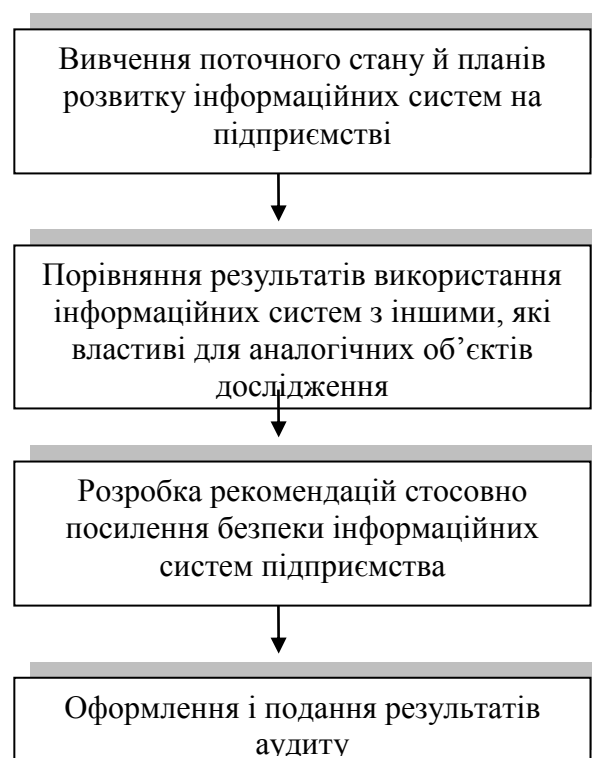 Вивчення поточного стану й планів
розвитку інформаційних систем на
підприємстві
Порівняння результатів використання
інформаційних систем з іншими, які
властиві для аналогічних об’єктів
дослідження
Розробка рекомендацій стосовно
посилення безпеки інформаційних
систем підприємства
Оформлення і подання результатів
аудиту